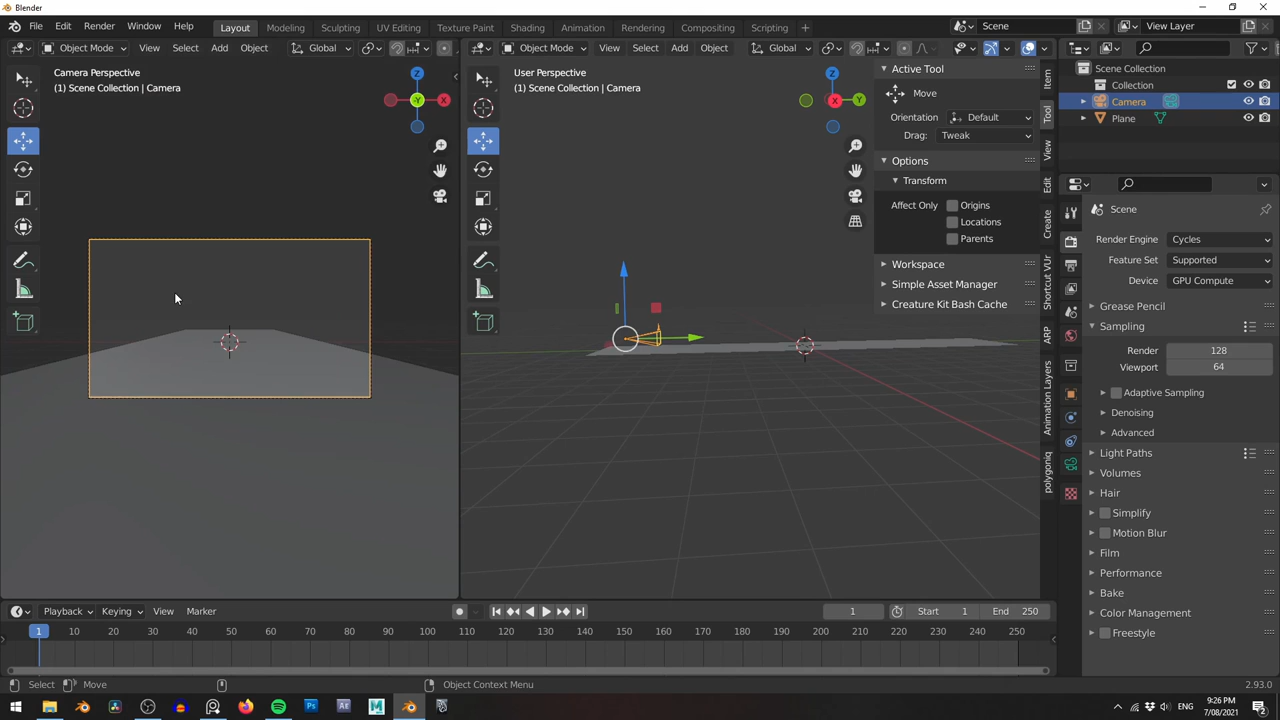 Blender
File Edit Render Window Help Layout Modeling Sculpting UV Editing Texture Paint Shading Animation Rendering Compositing Scripting Scene View Layer
Object Mode View Select Add Object Global Object Mode View Select Add Object Global
Camera Perspective
(1) Scene Collection | Camera
Z
-Y
X
User Perspective
(1) Scene Collection | Camera
Z
X
Y
Active Tool
Move
Orientation Default
Drag: Tweak
Options
Transform
Affect Only Origins
Locations
Parents
Workspace
Simple Asset Manager
Creature Kit Bash Cache
Item
Tool
View
Edit
Create
Shortcut VUr
ARP
Animation Layers
polygoniq
Scene Collection
Collection
Camera
Plane
Scene
Render Engine Cycles
Feature Set Supported
Device GPU Compute
Grease Pencil
Sampling
Render 128
Viewport 64
Adaptive Sampling
Denoising
Advanced
Light Paths
Volumes
Hair
Simplify
Motion Blur
Film
Performance
Bake
Color Management
Freestyle
Playback Keying View Marker 1 Start 1 End 250
1 10 20 30 40 50 60 70 80 90 100 110 120 130 140 150 160 170 180 190 200 210 220 230 240 250
Select Move Object Context Menu 2.93.0
Ps Ae M ENG 9:26 PM
7/08/2021 2